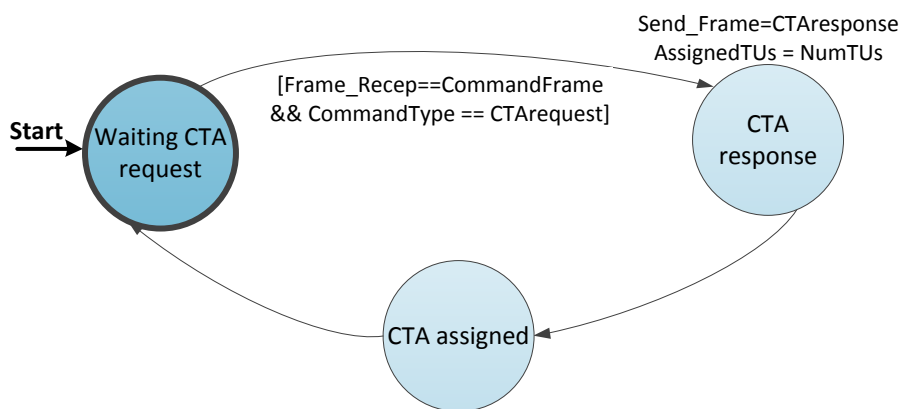 Send_Frame=CTAresponse
AssignedTUs = NumTUs
[Frame_Recep==CommandFrame
&& CommandType == CTArequest]
Start
Waiting CTA
request
CTA
response
CTA assigned